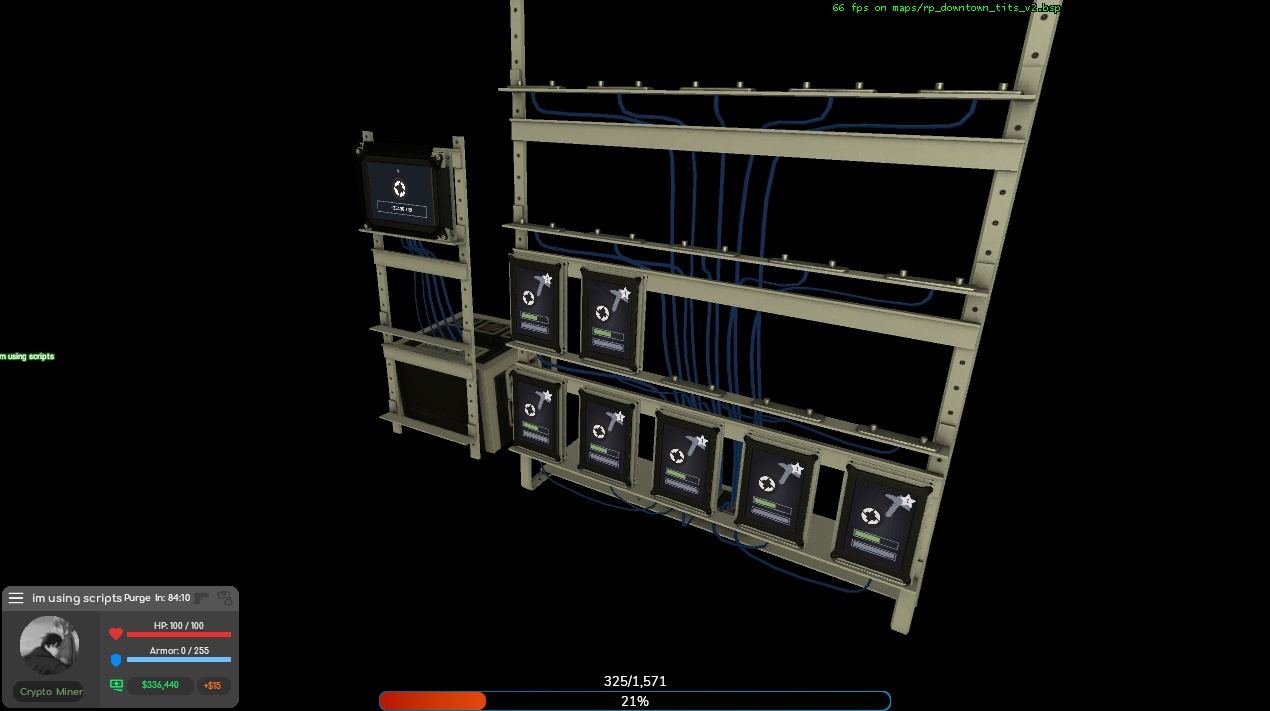 66 fps on maps/rp_downtown_tits_v2.bsp
m using scripts
im using scripts
Purge In: 84:10
HP: 100 / 100
Armor: 0 / 255
Crypto Miner
$336,440
+$15
325/1,571
21%